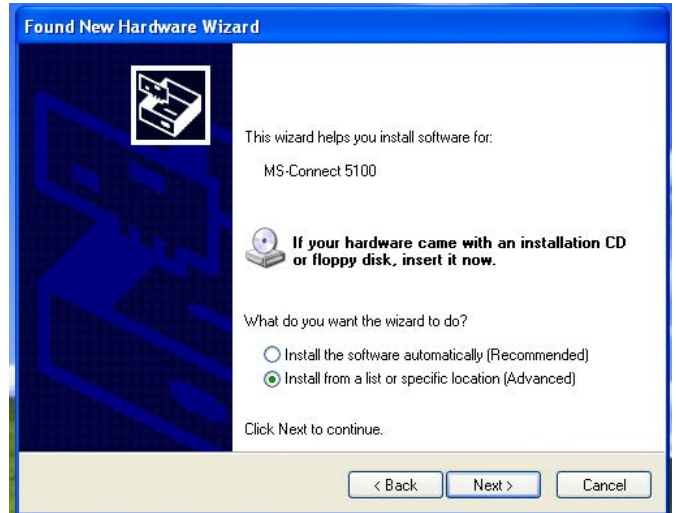 Found New Hardware Wizard
This wizard helps you install software for:
MS-Connect 5100
If your hardware came with an installation CD
or floppy disk, insert it now.
What do you want the wizard to do?
Install the software automatically (Recommended)
Install from a list or specific location (Advanced)
Click Next to continue.
< Back Next > Cancel